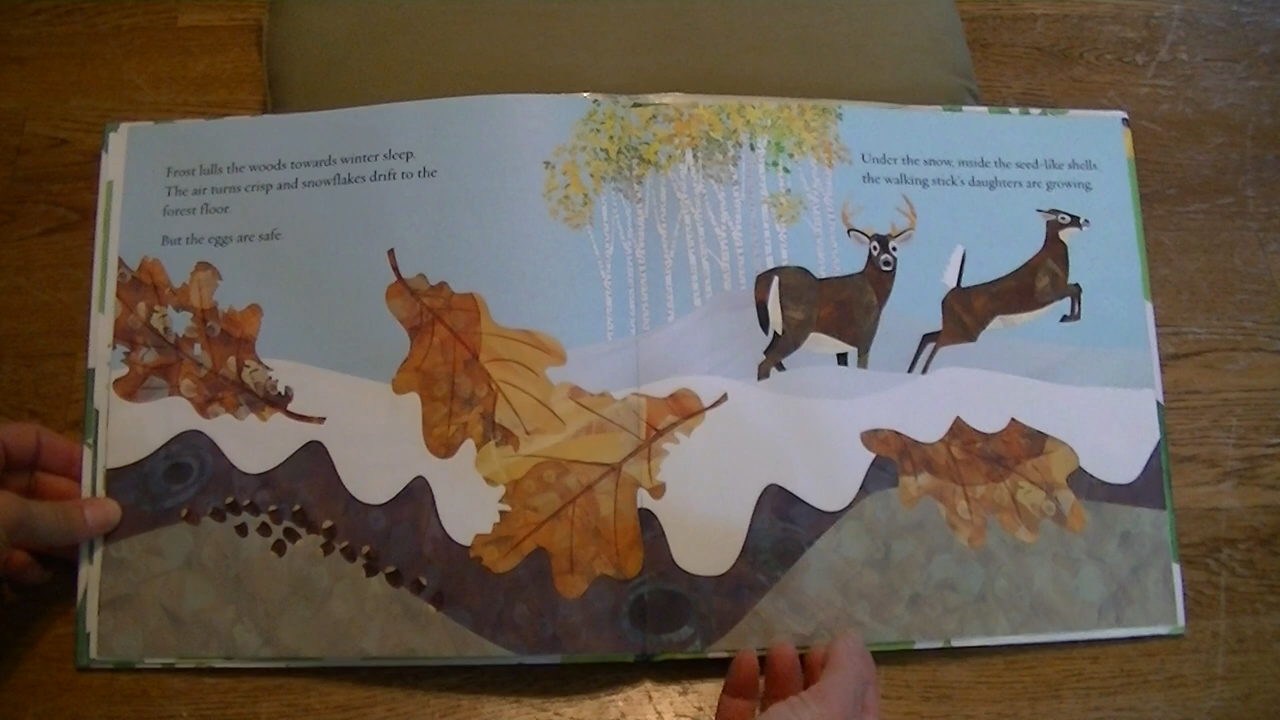 Frost lulls the woods towards winter sleep.
The air turns crisp and snowflakes drift to the
forest floor.
But the eggs are safe.
Under the snow, inside the seed-like shells,
the walking stick's daughters are growing.